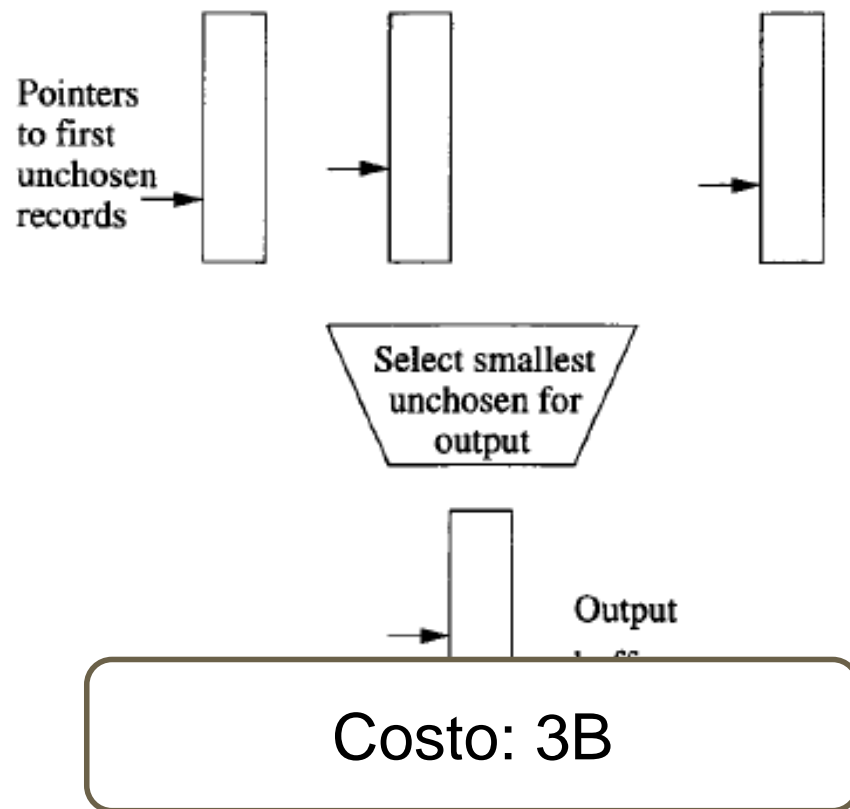 Pointers
to first
unchosen
records
Select smallest
unchosen for
output
Output
Costo: 3B